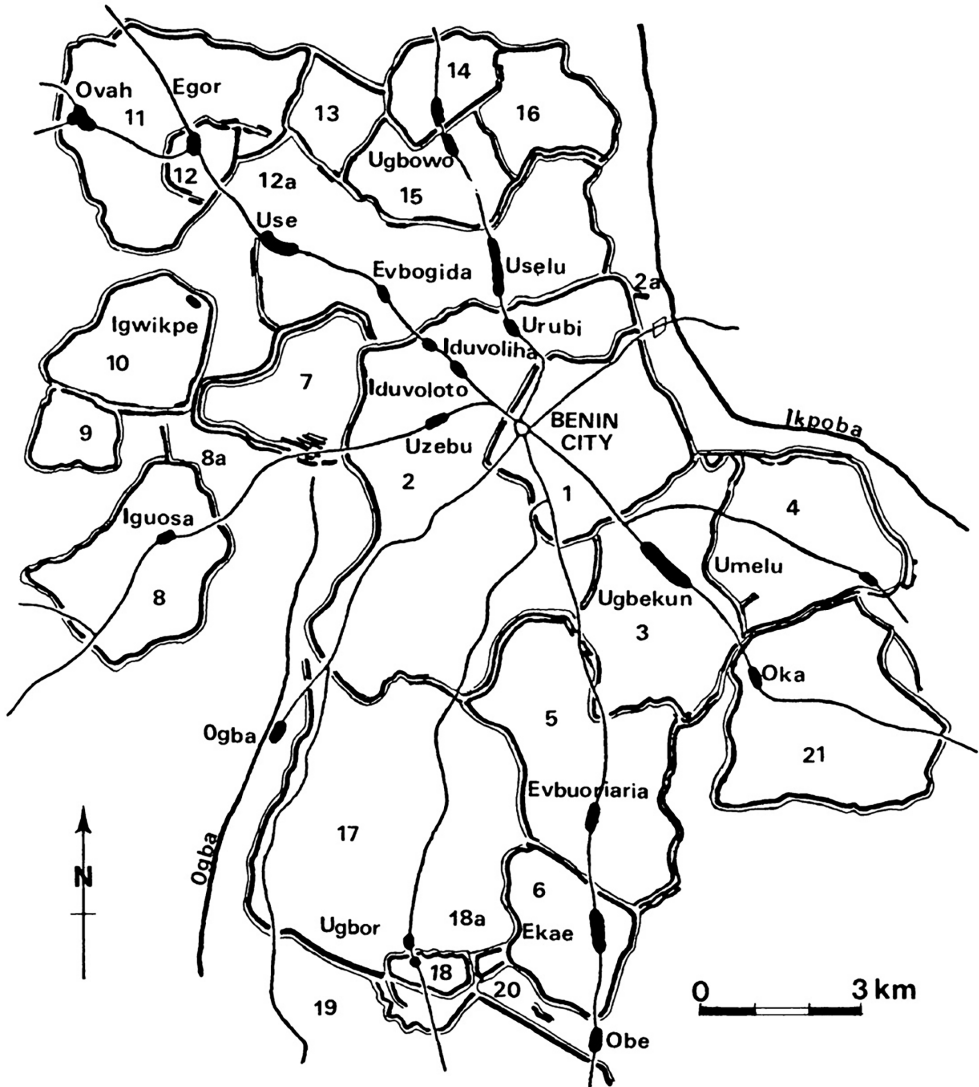 14
Egor
Ovah
11
13
16
Ugbowo
12
12a
15
Use
Evbogida
Usẹlu
2a
Igwikpe
Urubi
Iduvoliha
10
7
Iduvoloto
Ikpoba
BENIN
CITY
9
Uzebu
8a
2
1
4
Iguosa
Umelu
8
Ugbekun
3
Oka
5
Ogba
21
Evbuoriaria
17
Ogba
N
6
18a
Ugbor
Ekae
18
20
0
3 km
19
Obe